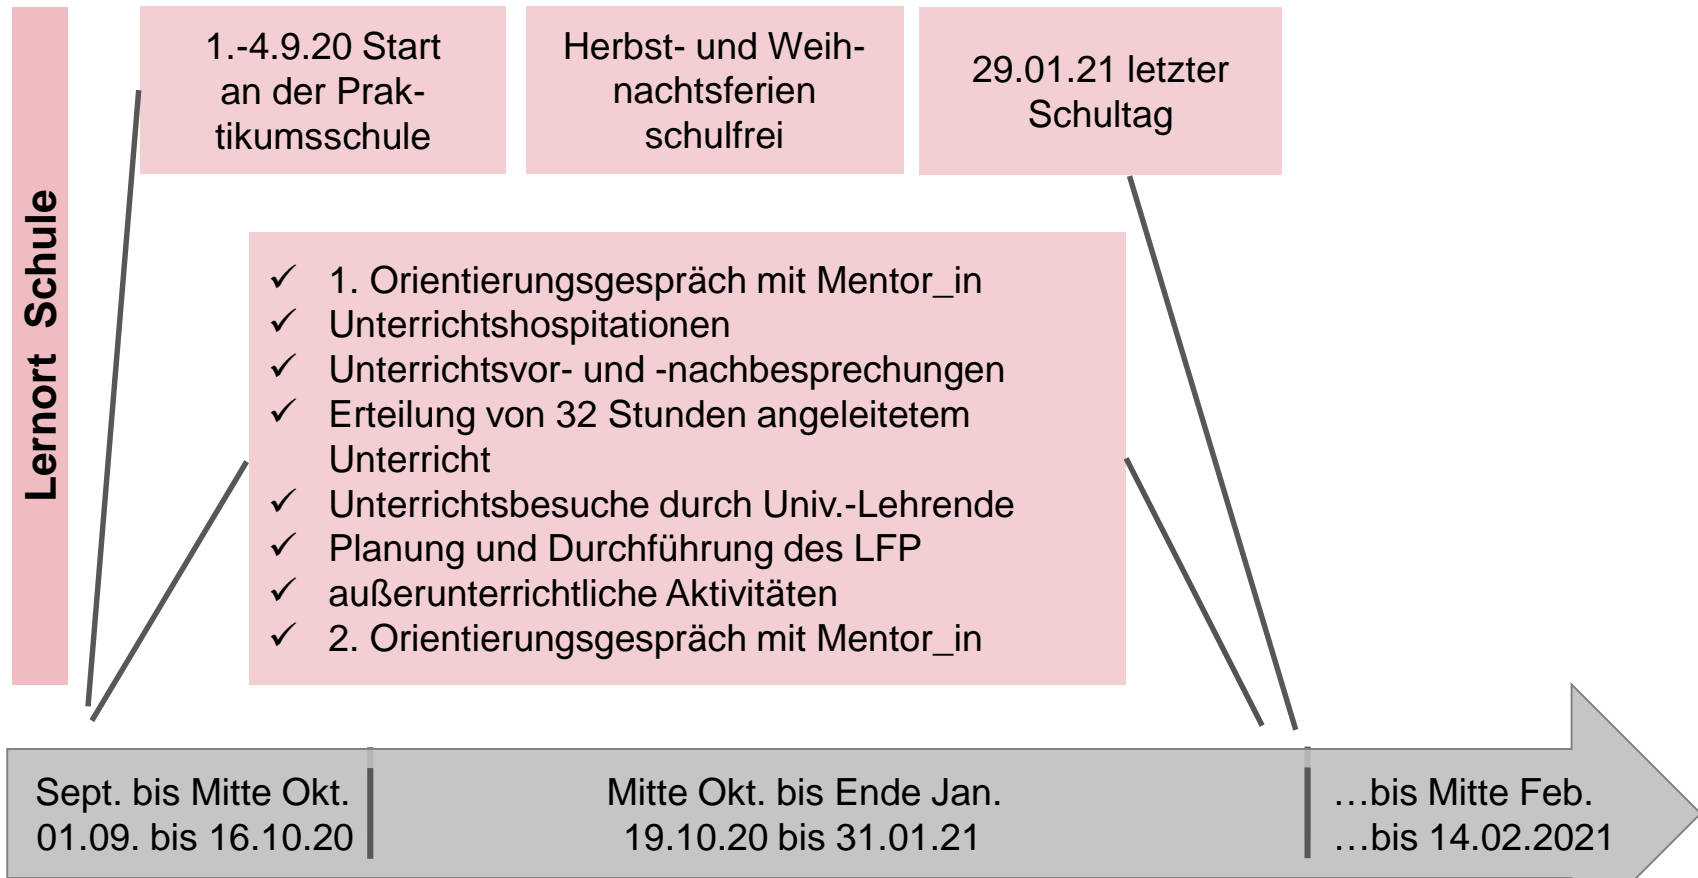 Lernort Schule
1.-4.9.20 Start
an der Prak-
tikumsschule
Herbst- und Weih-
nachtsferien
schulfrei
29.01.21 letzter
Schultag
✓ 1. Orientierungsgespräch mit Mentor_in
✓ Unterrichtshospitationen
✓ Unterrichtsvor- und -nachbesprechungen
✓ Erteilung von 32 Stunden angeleitetem
Unterricht
✓ Unterrichtsbesuche durch Univ.-Lehrende
✓ Planung und Durchführung des LFP
✓ außerunterrichtliche Aktivitäten
✓ 2. Orientierungsgespräch mit Mentor_in
Sept. bis Mitte Okt.
01.09. bis 16.10.20
Mitte Okt. bis Ende Jan.
19.10.20 bis 31.01.21
…bis Mitte Feb.
…bis 14.02.2021